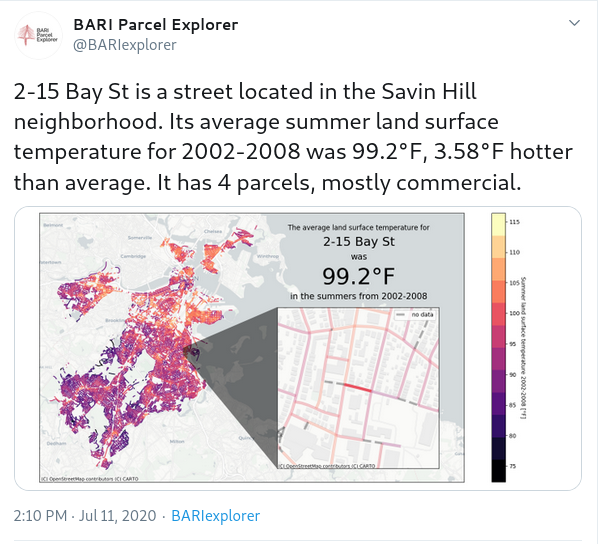 BARI
Parcel
Explorer
BARI Parcel Explorer
@BARIexplorer
2-15 Bay St is a street located in the Savin Hill
neighborhood. Its average summer land surface
temperature for 2002-2008 was 99.2°F, 3.58°F hotter
than average. It has 4 parcels, mostly commercial.
The average land surface temperature for
2-15 Bay St
was
99.2°F
in the summers from 2002-2008
Belmont
Somerville
Chelsea
Cambridge
Winthrop
Dedham
Milton
no data
(C) OpenStreetMap contributors (C) CARTO
(C) OpenStreetMap contributors (C) CARTO
115
110
105
100
95
90
85
80
75
Summer land surface temperature 2002-2008 [°F]
2:10 PM · Jul 11, 2020 · BARIexplorer